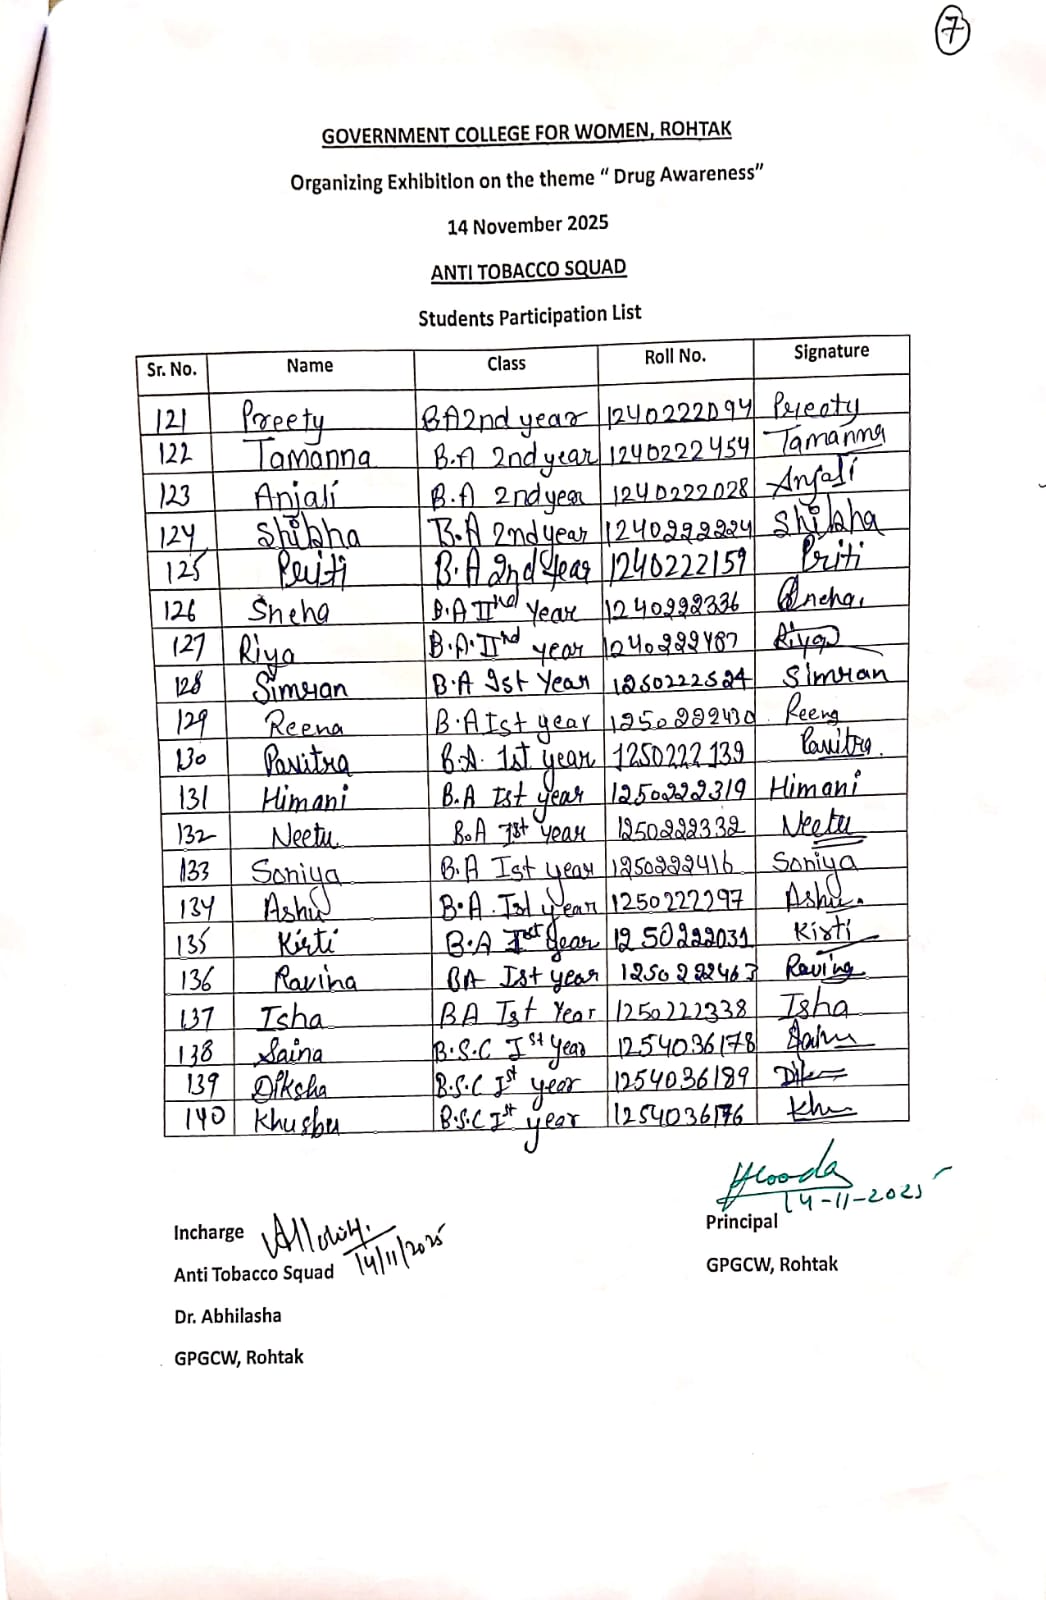 7
GOVERNMENT COLLEGE FOR WOMEN, ROHTAK
Organizing Exhibition on the theme “ Drug Awareness”
14 November 2025
ANTI TOBACCO SQUAD
Students Participation List
Sr. No. Name Class Roll No. Signature
121 Preety BA 2nd year 1240222094 Preety
122 Tamanna B.A 2nd year 1240222454 Tamanna
123 Anjali B.A 2nd year 1240222028 Anjali
124 Shibha B.A 2nd year 1240222224 Shibha
125 Priti B.A 2nd Year 1240222159 Priti
126 Sneha B.A IInd Year 1240222336 Sneha.
127 Riya B.A. IInd year 1240222487 Riya
128 Simran B.A Ist Year 1250222524 Simran
129 Reena B.A Ist year 1250222430 Reena
130 Pavitra B.A. 1st year 1250222139 Pavitra.
131 Himani B.A Ist year 1250222319 Himani
132 Neetu B.A 1st year 1250222332 Neetu
133 Soniya B.A Ist year 1250222416 Soniya
134 Ashu B.A. Ist year 1250222297 Ashu.
135 Kirti B.A Ist Year 1250222031 Kirti
136 Ravina BA Ist year 1250222463 Ravina
137 Isha BA Ist Year 1250222338 Isha
138 Saina B.S.C Ist Year 1254036178
139 Diksha B.S.C Ist year 1254036189
140 Khushbu B.S.C Ist year 1254036176
Hooda
14-11-2025
Incharge
14/11/2025
Principal
Anti Tobacco Squad
GPGCW, Rohtak
Dr. Abhilasha
GPGCW, Rohtak